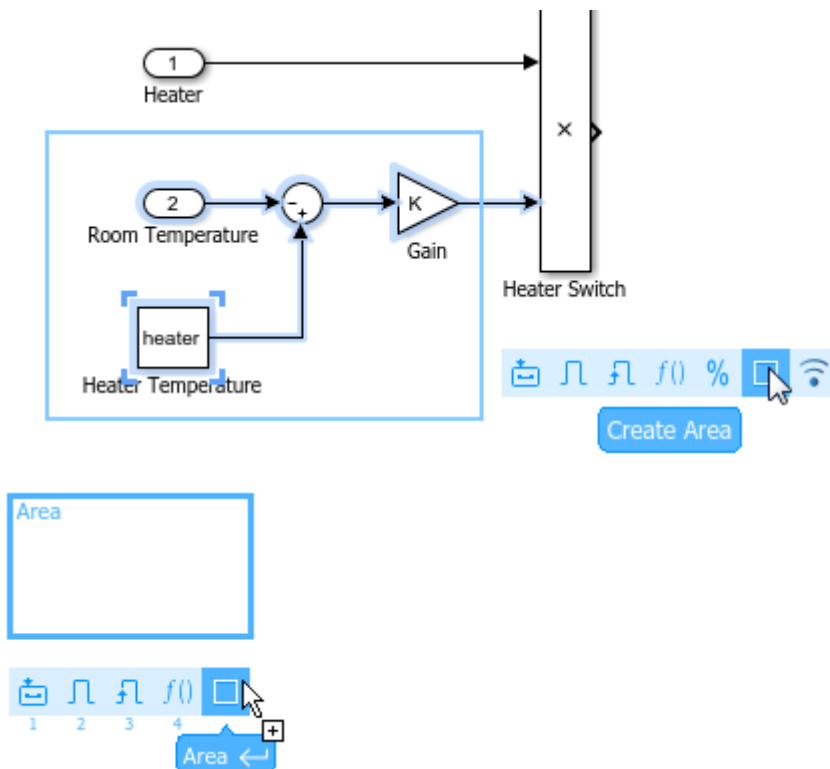 1
Heater
×
2
-
+
K
Room Temperature
Gain
heater
Heater Switch
Heater Temperature
f() %
Create Area
Area
f()
1 2 3 4
+
Area